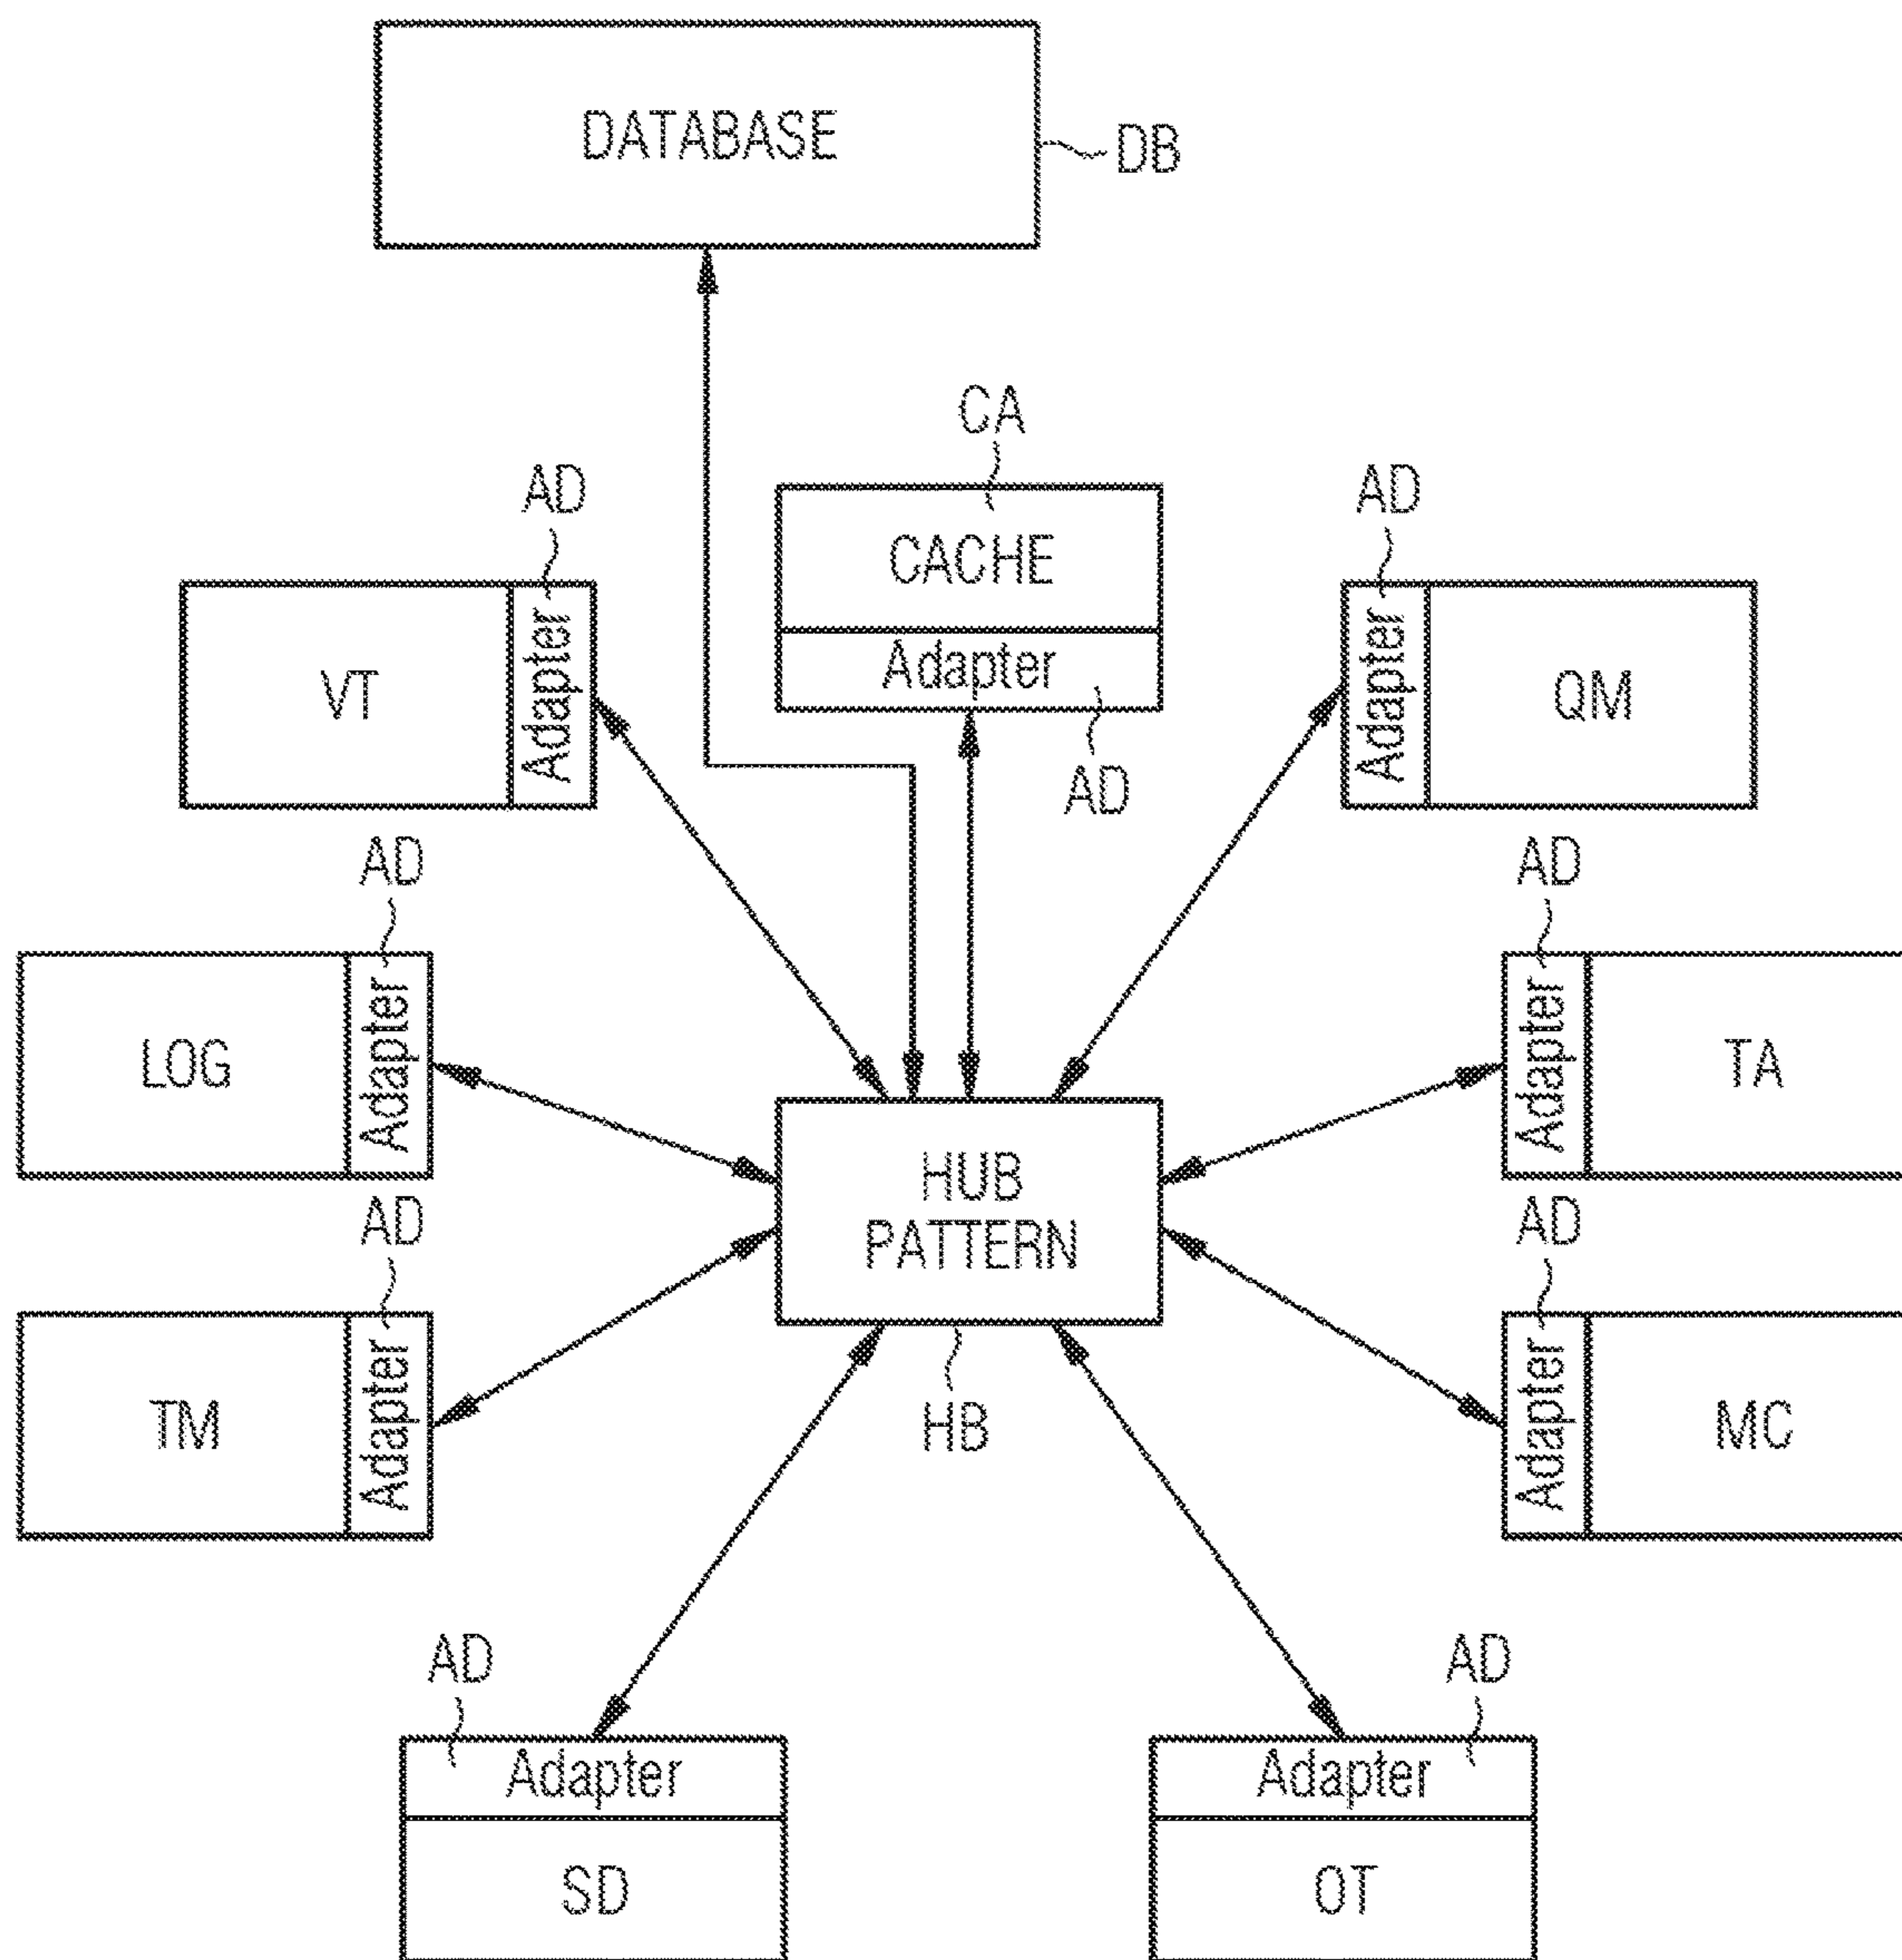 DATABASE
DB
CA
AD
AD
CACHE
Adapter
AD
VT
Adapter
Adapter
QM
AD
AD
LOG
Adapter
Adapter
TA
HUB
PATTERN
AD
AD
TM
Adapter
HB
Adapter
MC
AD
AD
Adapter
SD
Adapter
OT